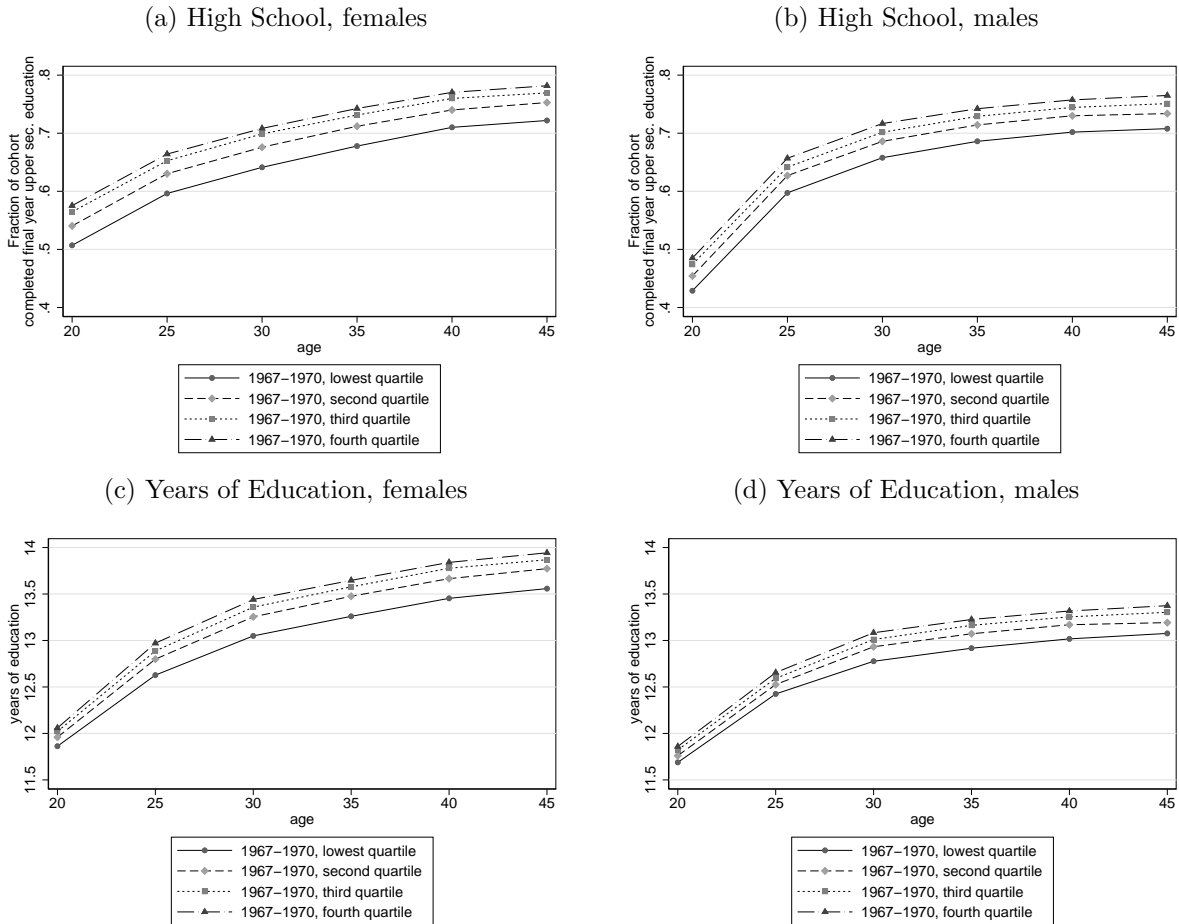 (a) High School, females
Fraction of cohort
completed final year upper sec. education
.8
.7
.6
.5
.4
20 25 30 35 40 45
age
1967−1970, lowest quartile
1967−1970, second quartile
1967−1970, third quartile
1967−1970, fourth quartile
(b) High School, males
Fraction of cohort
completed final year upper sec. education
.8
.7
.6
.5
.4
20 25 30 35 40 45
age
1967−1970, lowest quartile
1967−1970, second quartile
1967−1970, third quartile
1967−1970, fourth quartile
(c) Years of Education, females
years of education
14
13.5
13
12.5
12
11.5
20 25 30 35 40 45
age
1967−1970, lowest quartile
1967−1970, second quartile
1967−1970, third quartile
1967−1970, fourth quartile
(d) Years of Education, males
years of education
14
13.5
13
12.5
12
11.5
20 25 30 35 40 45
age
1967−1970, lowest quartile
1967−1970, second quartile
1967−1970, third quartile
1967−1970, fourth quartile